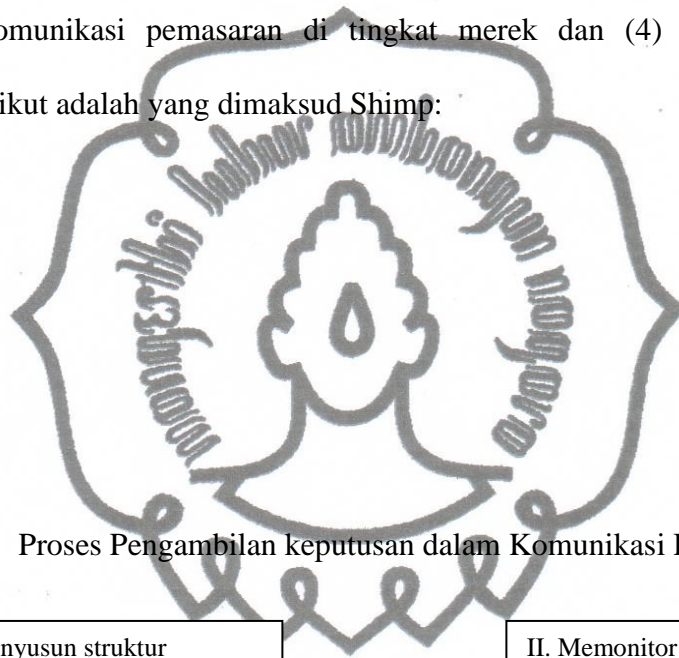 omunikasi pemasaran di tingkat merek dan (4)
ikut adalah yang dimaksud Shimp:
Proses Pengambilan keputusan dalam Komunikasi
nyusun struktur
II. Memonitor